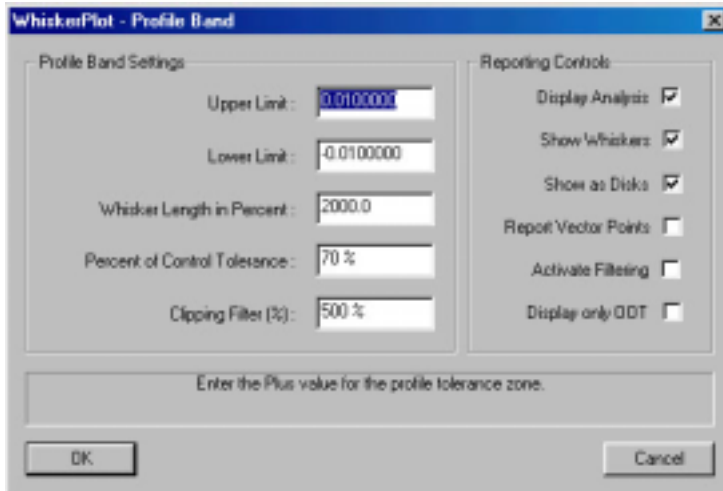 WhiskerPlot - Profile Band
Profile Band Settings
Upper Limit : 0.0100000
Lower Limit : -0.0100000
Whisker Length in Percent : 2000.0
Percent of Control Tolerance : 70 %
Clipping Filter (%) : 500 %
Reporting Controls
Display Analysis
Show Whiskers
Show as Disks
Report Vector Points
Activate Filtering
Display only OOT
Enter the Plus value for the profile tolerance zone.
OK
Cancel